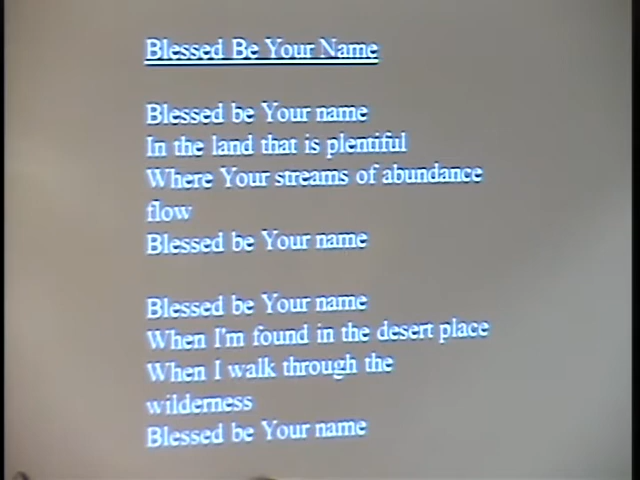 Blessed Be Your Name
Blessed be Your name
In the land that is plentiful
Where Your streams of abundance
flow
Blessed be Your name
Blessed be Your name
When I'm found in the desert place
When I walk through the
wilderness
Blessed be Your name